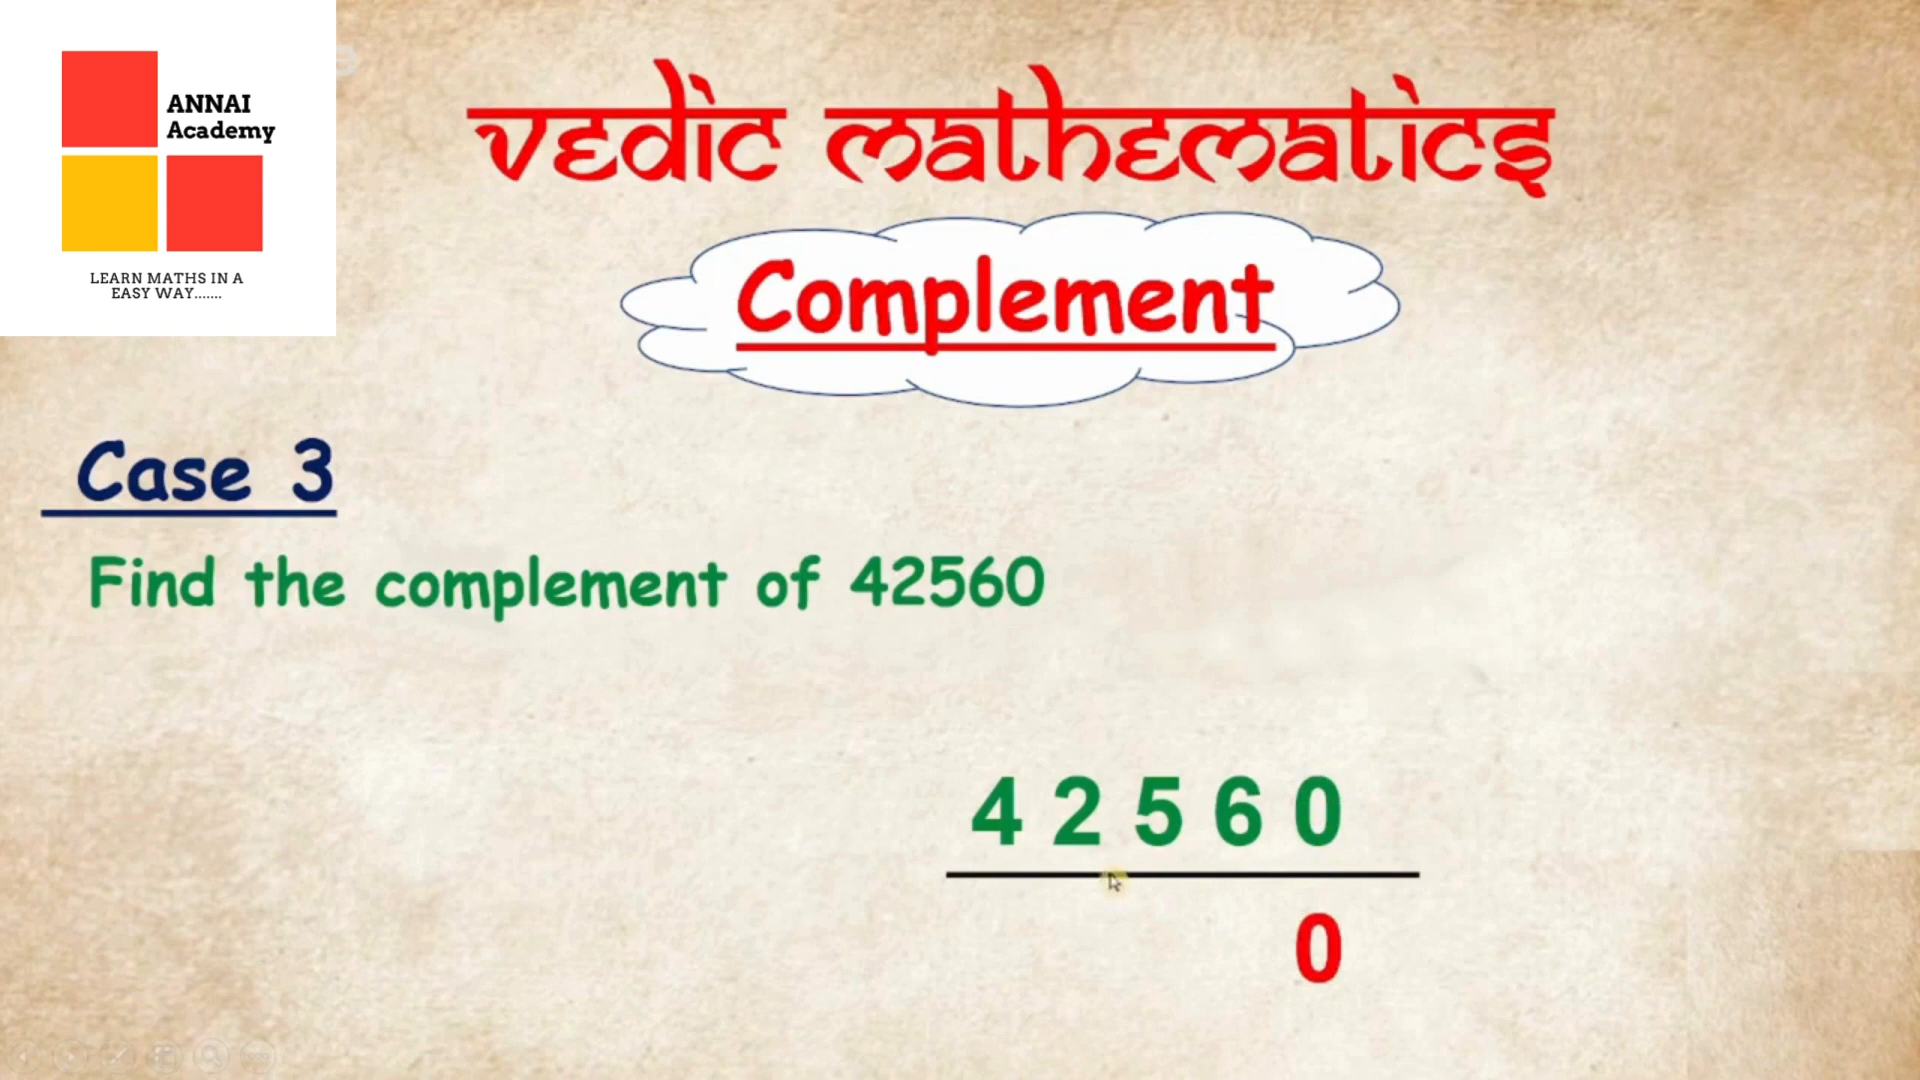 ANNAI
Academy
LEARN MATHS IN A
EASY WAY.......
vedic mathematics
Complement
Case 3
Find the complement of 42560
4 2 5 6 0
0